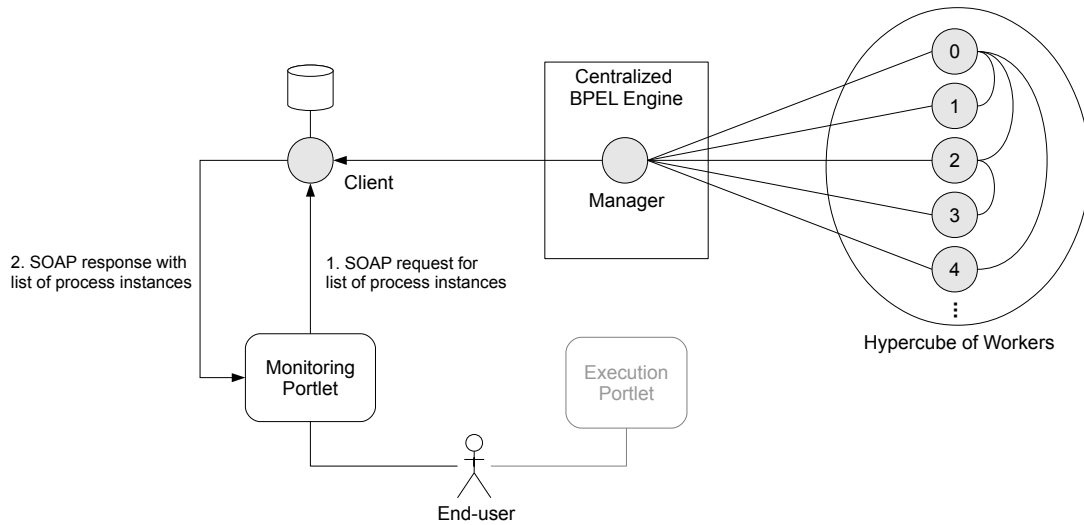 Centralized
BPEL Engine
Manager
Client
0
1
2
3
4
Hypercube of Workers
2. SOAP response with
list of process instances
1. SOAP request for
list of process instances
Monitoring
Portlet
Execution
Portlet
End-user